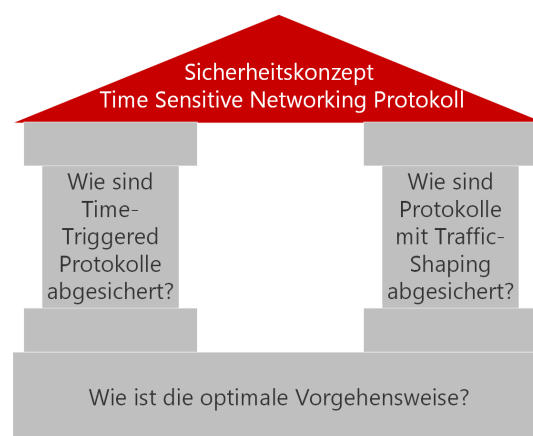 Sicherheitskonzept
Time Sensitive Networking Protokoll
Wie sind
Time-
Triggered
Protokolle
abgesichert?
Wie sind
Protokolle
mit Traffic-
Shaping
abgesichert?
Wie ist die optimale Vorgehensweise?